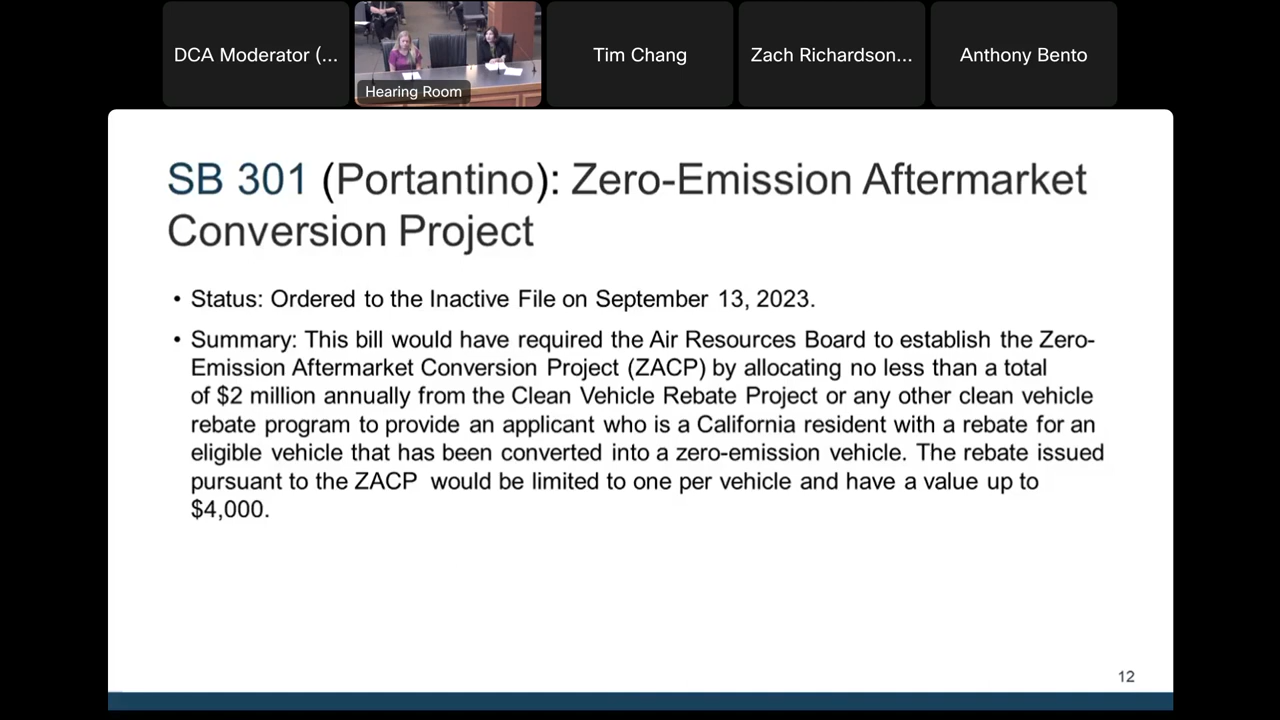 DCA Moderator (...
Hearing Room
Tim Chang
Zach Richardson...
Anthony Bento
SB 301 (Portantino): Zero-Emission Aftermarket
Conversion Project
• Status: Ordered to the Inactive File on September 13, 2023.
• Summary: This bill would have required the Air Resources Board to establish the Zero-
Emission Aftermarket Conversion Project (ZACP) by allocating no less than a total
of $2 million annually from the Clean Vehicle Rebate Project or any other clean vehicle
rebate program to provide an applicant who is a California resident with a rebate for an
eligible vehicle that has been converted into a zero-emission vehicle. The rebate issued
pursuant to the ZACP would be limited to one per vehicle and have a value up to
$4,000.
12